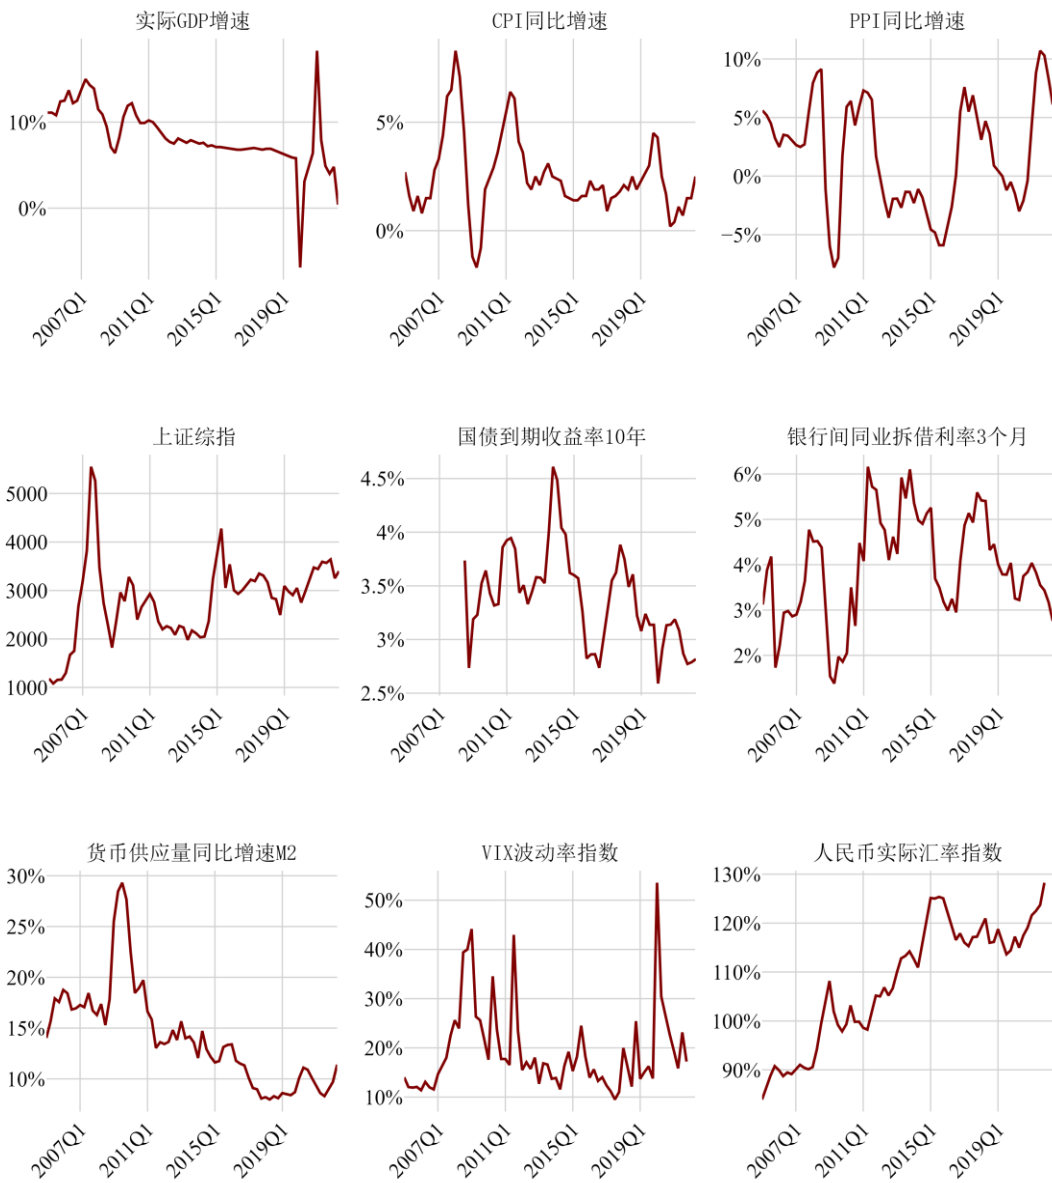 实际GDP增速
CPI同比增速
PPI同比增速
10%
0%
2007Q1
2011Q1
2015Q1
2019Q1
5%
0%
2007Q1
2011Q1
2015Q1
2019Q1
10%
5%
0%
−5%
2007Q1
2011Q1
2015Q1
2019Q1
上证综指
国债到期收益率10年
银行间同业拆借利率3个月
5000
4000
3000
2000
1000
2007Q1
2011Q1
2015Q1
2019Q1
4.5%
4%
3.5%
3%
2.5%
2007Q1
2011Q1
2015Q1
2019Q1
6%
5%
4%
3%
2%
2007Q1
2011Q1
2015Q1
2019Q1
货币供应量同比增速M2
VIX波动率指数
人民币实际汇率指数
30%
25%
20%
15%
10%
2007Q1
2011Q1
2015Q1
2019Q1
50%
40%
30%
20%
10%
2007Q1
2011Q1
2015Q1
2019Q1
130%
120%
110%
100%
90%
2007Q1
2011Q1
2015Q1
2019Q1